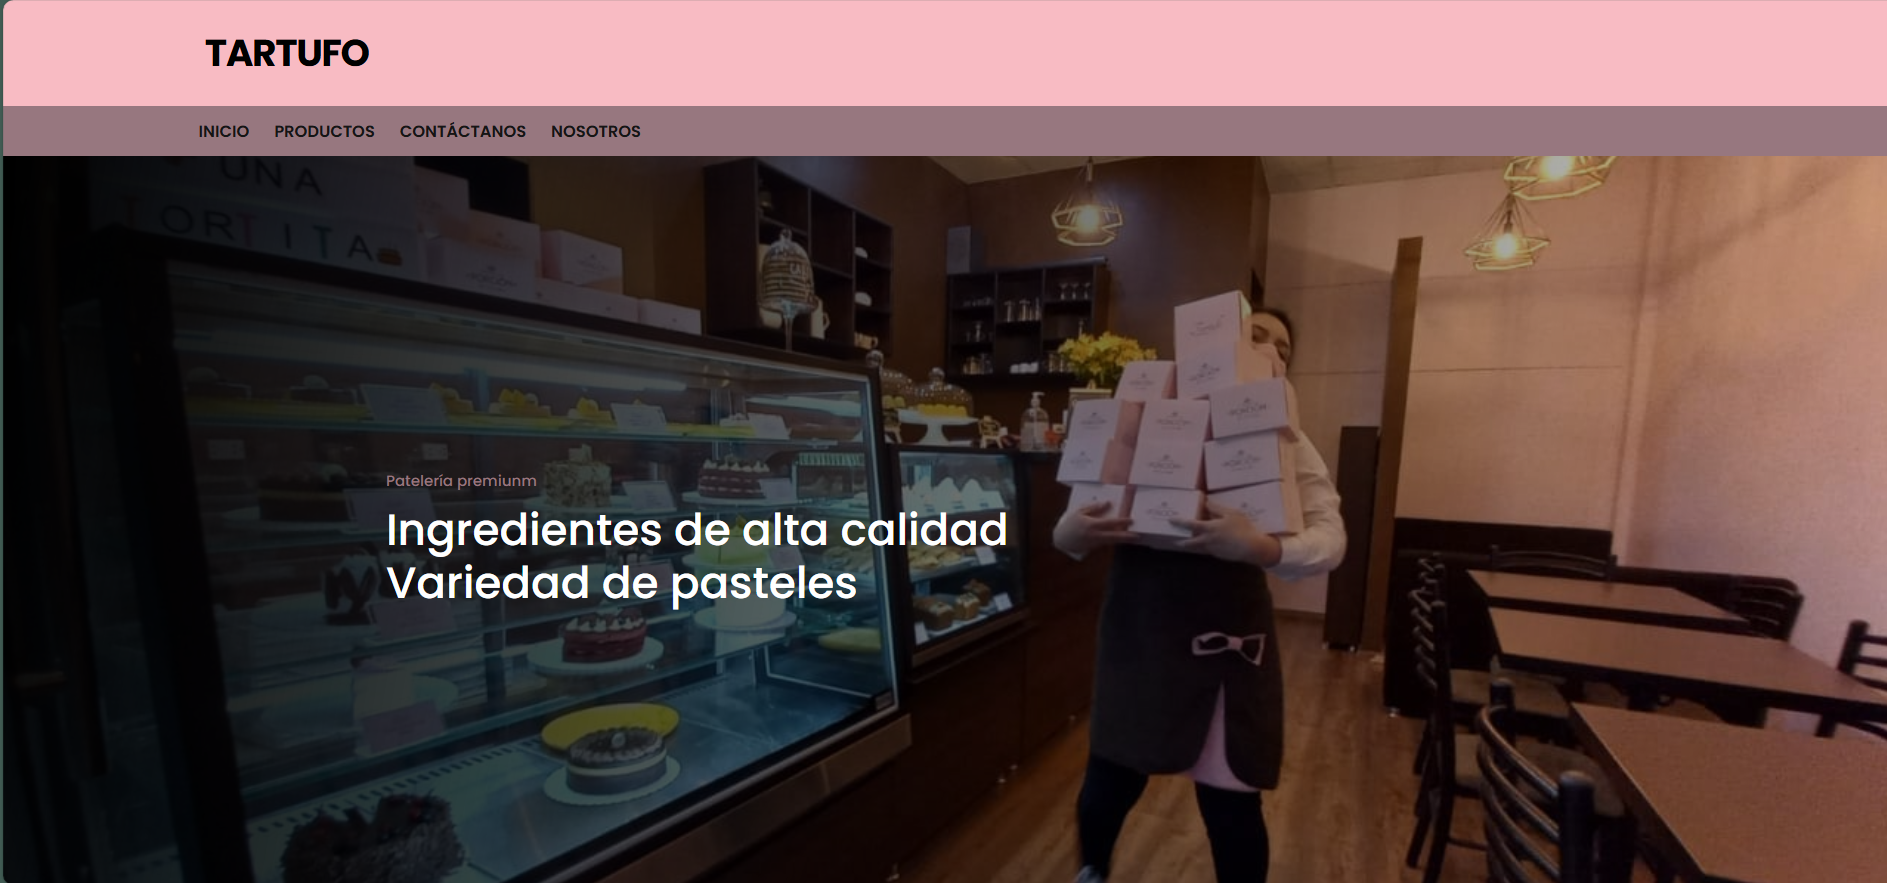 TARTUFO
INICIO PRODUCTOS CONTÁCTANOS NOSOTROS
UNA
TORTITA
Patelería premiunm
Ingredientes de alta calidad
Variedad de pasteles